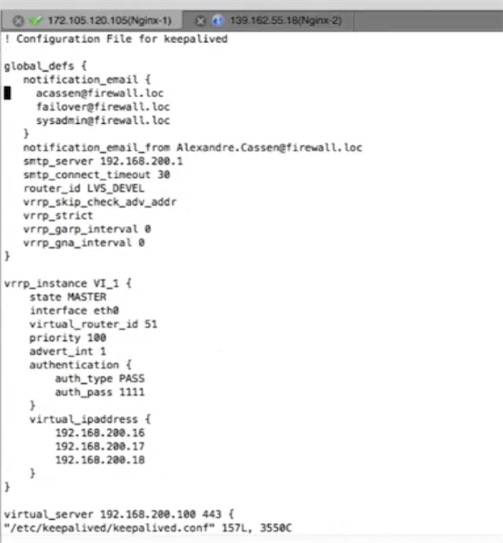 172.105.120.105(Nginx-1) 139.162.55.18(Nginx-2)
! Configuration File for keepalived
global_defs {
notification_email {
acassen@firewall.loc
failover@firewall.loc
sysadmin@firewall.loc
}
notification_email_from Alexandre.Cassen@firewall.loc
smtp_server 192.168.200.1
smtp_connect_timeout 30
router_id LVS_DEVEL
vrrp_skip_check_adv_addr
vrrp_strict
vrrp_garp_interval 0
vrrp_gna_interval 0
}
vrrp_instance VI_1 {
state MASTER
interface eth0
virtual_router_id 51
priority 100
advert_int 1
authentication {
auth_type PASS
auth_pass 1111
}
virtual_ipaddress {
192.168.200.16
192.168.200.17
192.168.200.18
}
}
virtual_server 192.168.200.100 443 {
"/etc/keepalived/keepalived.conf" 157L, 3550C